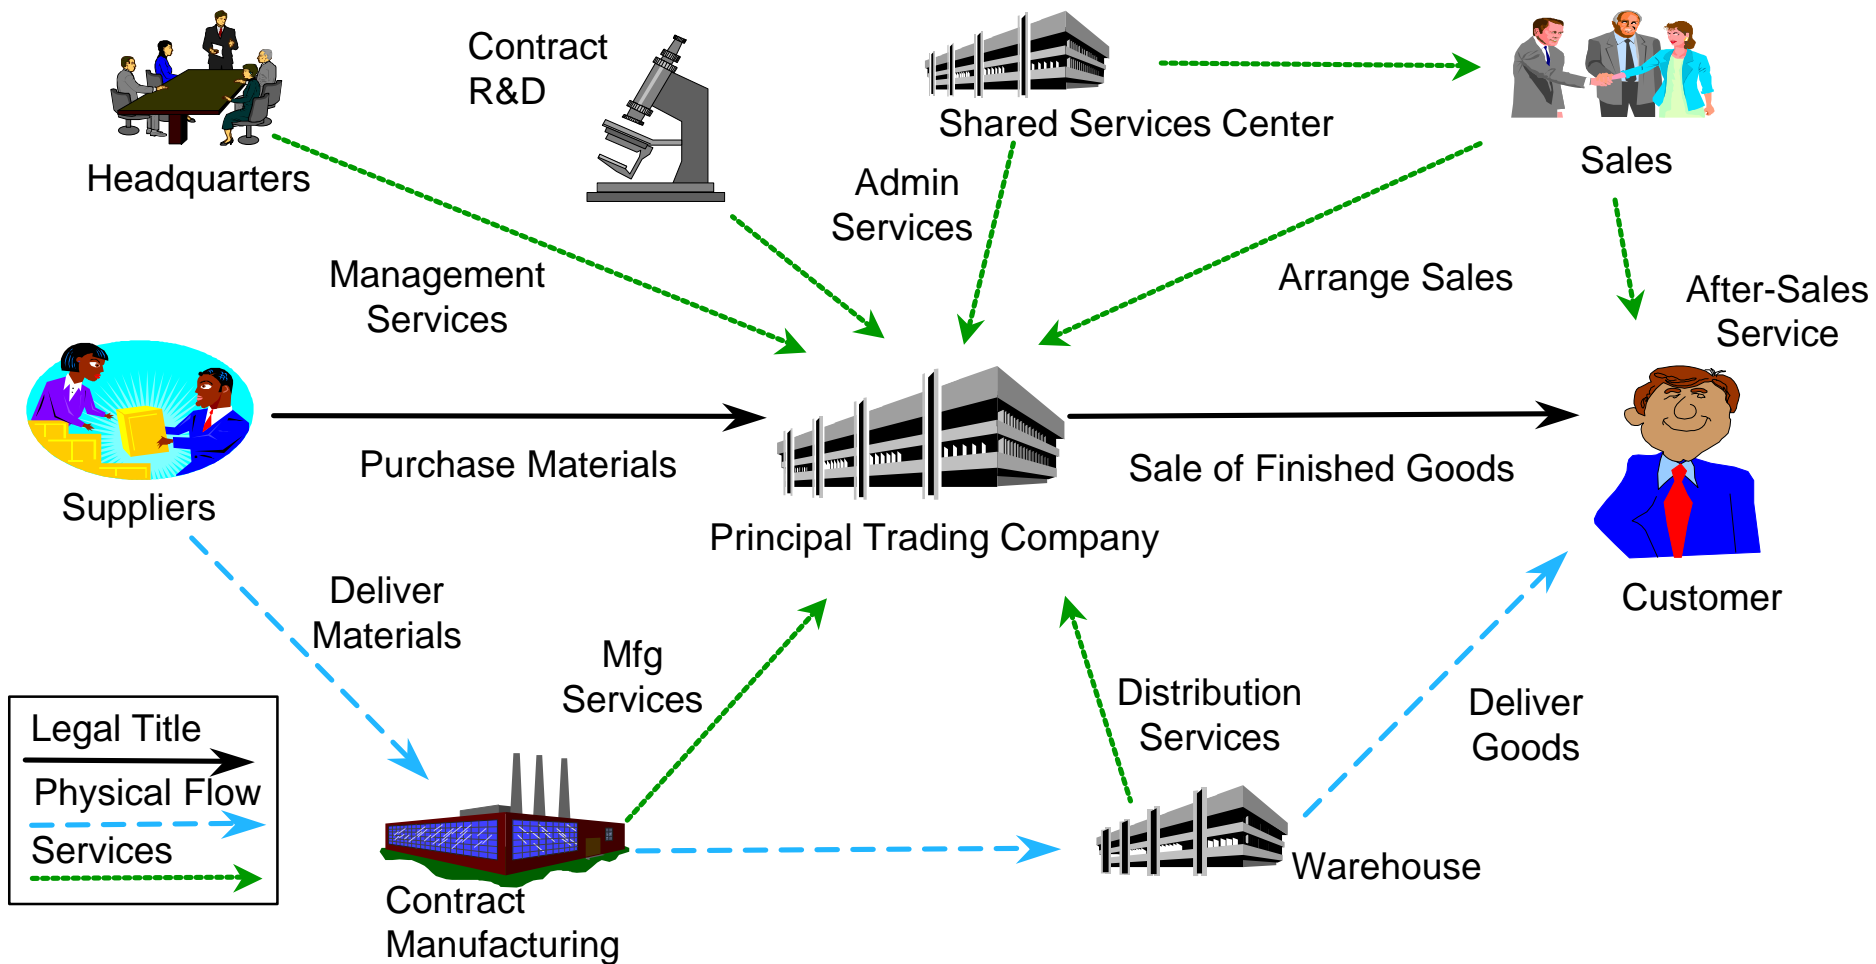 Contract
R&D
Shared Services Center
Sales
Headquarters
Admin
Services
Management
Services
Arrange Sales
After-Sales
Service
Purchase Materials
Sale of Finished Goods
Suppliers
Principal Trading Company
Customer
Deliver
Materials
Mfg
Services
Distribution
Services
Deliver
Goods
Legal Title
Physical Flow
Services
Warehouse
Contract
Manufacturing